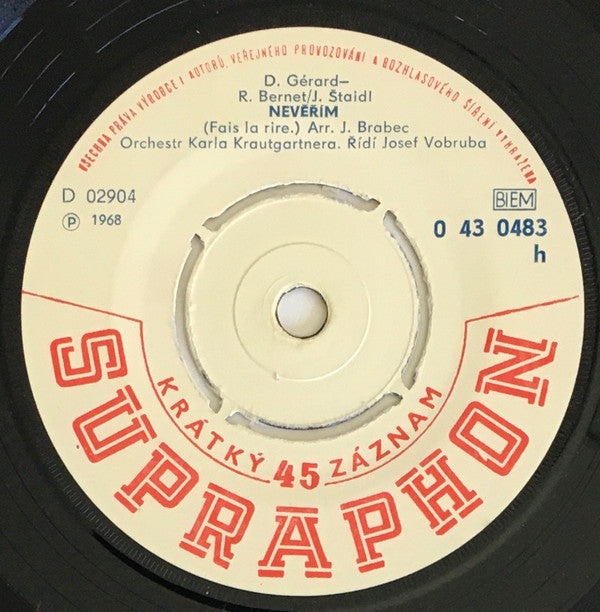 VŠECHNA PRÁVA VÝROBCE I AUTORŮ, VEŘEJNÉHO PROVOZOVÁNÍ A ROZHLASOVÉHO ŠÍŘENÍ VYHRAŽENA
D. Gérard–
R. Bernet/J. Štaidl
NEVĚŘÍM
(Fais la rire.) Arr. J. Brabec
Orchestr Karla Krautgartnera. Řídí Josef Vobruba
D 02904
Ⓟ 1968
BIEM
0 43 0483
h
KRÁTKÝ 45 ZÁZNAM
SUPRAPHON